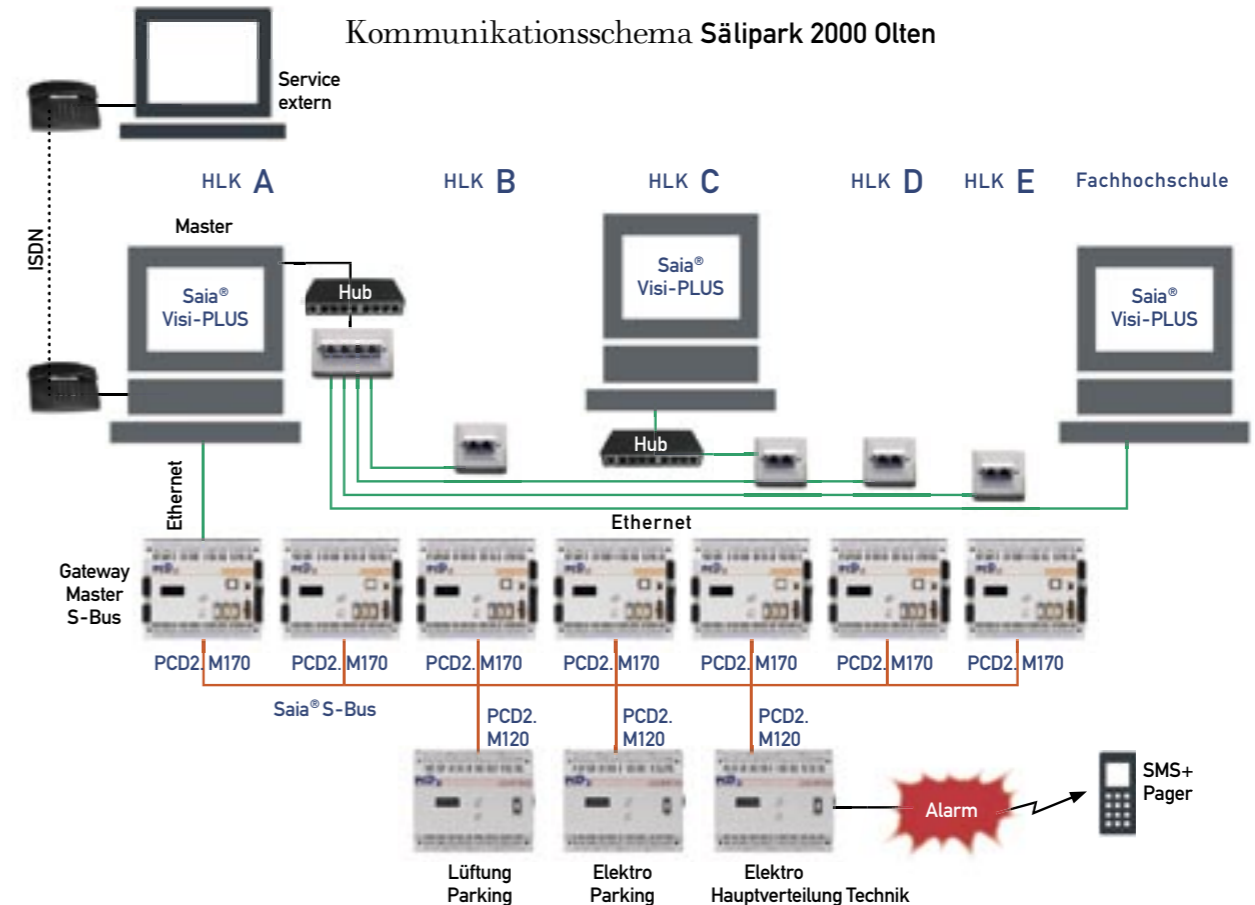 Kommunikationsschema Sälipark 2000 Olten
Service
extern
HLK A
HLK B
HLK C
HLK D
HLK E
Fachhochschule
ISDN
Master
Saia®
Visi-PLUS
Hub
Saia®
Visi-PLUS
Saia®
Visi-PLUS
Hub
Ethernet
Ethernet
Gateway
Master
S-Bus
PCD2.M170
PCD2.M170
PCD2.M170
PCD2.M170
PCD2.M170
PCD2.M170
PCD2.M170
Saia® S-Bus
PCD2.
M120
PCD2.
M120
PCD2.
M120
Alarm
SMS+
Pager
Lüftung
Parking
Elektro
Parking
Elektro
Hauptverteilung Technik